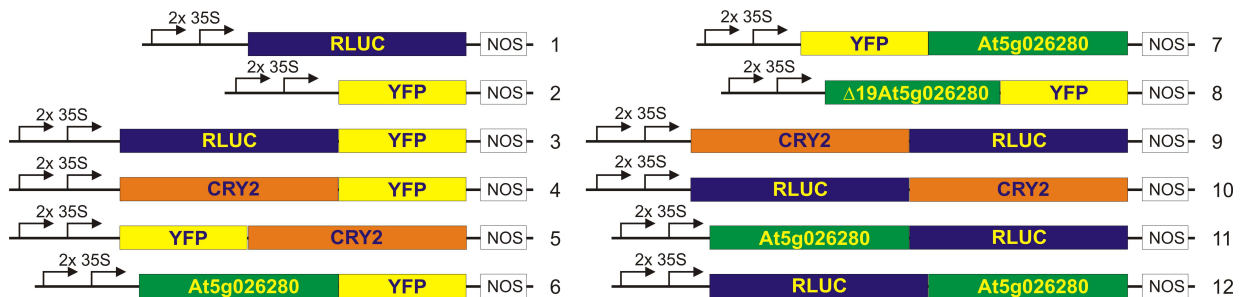 2x 35S
RLUC NOS 1
2x 35S
YFP NOS 2
2x 35S
RLUC YFP NOS 3
2x 35S
CRY2 YFP NOS 4
2x 35S
YFP CRY2 NOS 5
2x 35S
At5g026280 YFP NOS 6
2x 35S
YFP At5g026280 NOS 7
2x 35S
Δ19At5g026280 YFP NOS 8
2x 35S
CRY2 RLUC NOS 9
2x 35S
RLUC CRY2 NOS 10
2x 35S
At5g026280 RLUC NOS 11
2x 35S
RLUC At5g026280 NOS 12